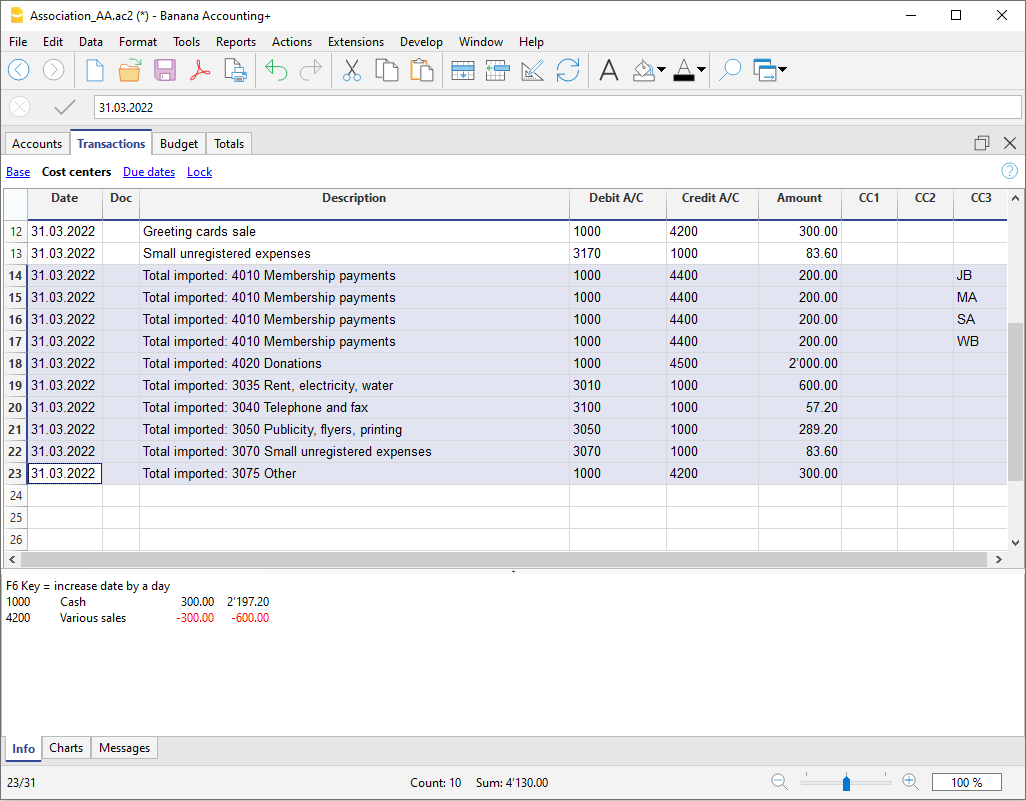 Association_AA.ac2 (*) - Banana Accounting+
File Edit Data Format Tools Reports Actions Extensions Develop Window Help
31.03.2022
Accounts Transactions Budget Totals
Base Cost centers Due dates Lock
Date Doc Description Debit A/C Credit A/C Amount CC1 CC2 CC3
12 31.03.2022 Greeting cards sale 1000 4200 300.00
13 31.03.2022 Small unregistered expenses 3170 1000 83.60
14 31.03.2022 Total imported: 4010 Membership payments 1000 4400 200.00 JB
15 31.03.2022 Total imported: 4010 Membership payments 1000 4400 200.00 MA
16 31.03.2022 Total imported: 4010 Membership payments 1000 4400 200.00 SA
17 31.03.2022 Total imported: 4010 Membership payments 1000 4400 200.00 WB
18 31.03.2022 Total imported: 4020 Donations 1000 4500 2’000.00
19 31.03.2022 Total imported: 3035 Rent, electricity, water 3010 1000 600.00
20 31.03.2022 Total imported: 3040 Telephone and fax 3100 1000 57.20
21 31.03.2022 Total imported: 3050 Publicity, flyers, printing 3050 1000 289.20
22 31.03.2022 Total imported: 3070 Small unregistered expenses 3070 1000 83.60
23 31.03.2022 Total imported: 3075 Other 1000 4200 300.00
24
25
26
F6 Key = increase date by a day
1000 Cash 300.00 2’197.20
4200 Various sales -300.00 -600.00
Info Charts Messages
23/31 Count: 10 Sum: 4’130.00 100 %